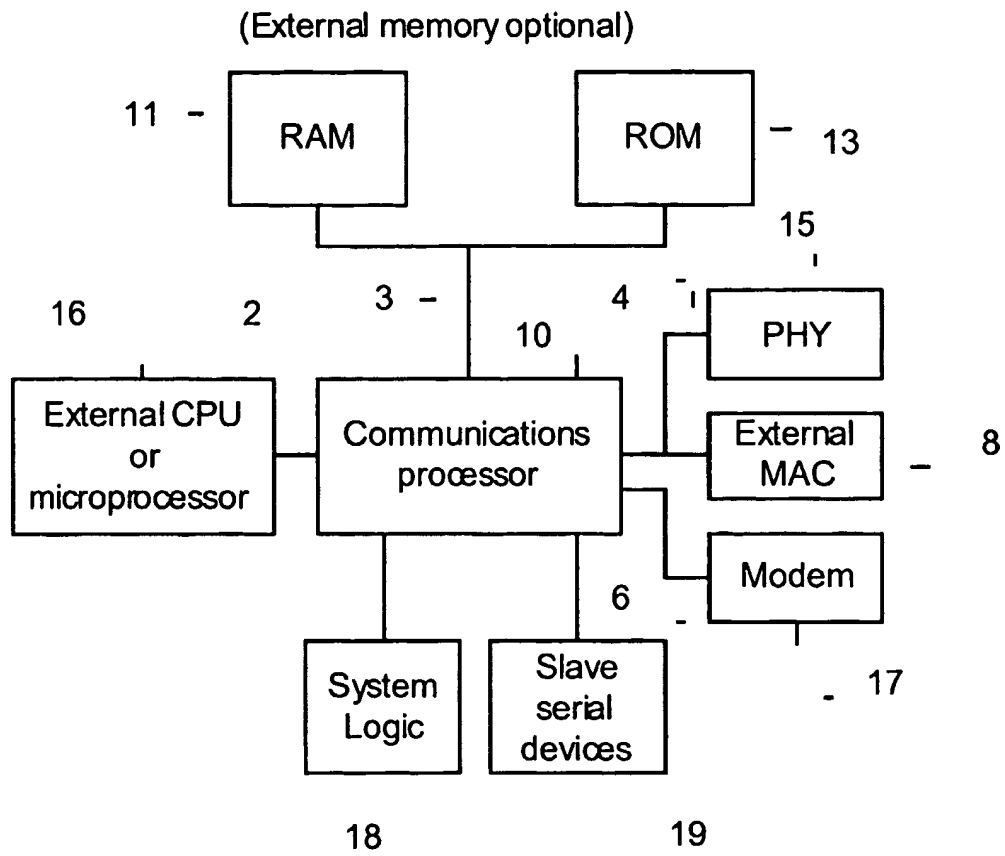 (External memory optional)
11
RAM
ROM
13
15
16
2
3
4
10
PHY
External CPU
or
microprocessor
Communications
processor
External
MAC
8
Modem
6
17
System
Logic
Slave
serial
devices
18
19